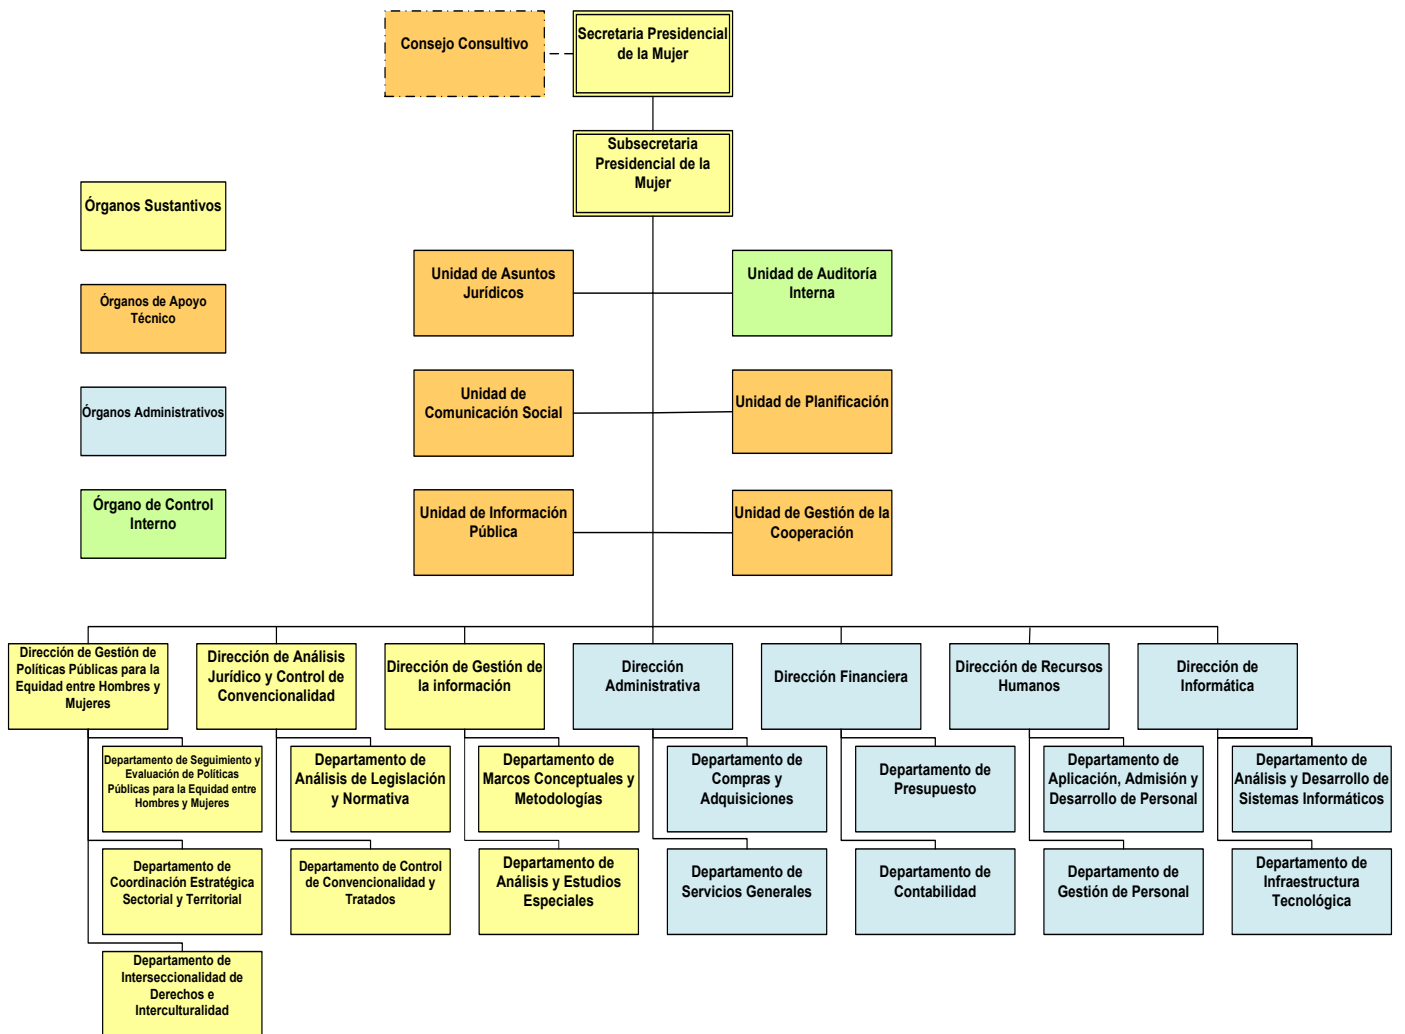 Consejo Consultivo
Secretaria Presidencial
de la Mujer
Subsecretaria
Presidencial de la
Mujer
Órganos Sustantivos
Órganos de Apoyo
Técnico
Órganos Administrativos
Órgano de Control
Interno
Unidad de Asuntos
Jurídicos
Unidad de Auditoría
Interna
Unidad de
Comunicación Social
Unidad de Planificación
Unidad de Información
Pública
Unidad de Gestión de la
Cooperación
Dirección de Gestión de
Políticas Públicas para la
Equidad entre Hombres y
Mujeres
Dirección de Análisis
Jurídico y Control de
Convencionalidad
Dirección de Gestión de
la información
Dirección
Administrativa
Dirección Financiera
Dirección de Recursos
Humanos
Dirección de
Informática
Departamento de Seguimiento y
Evaluación de Políticas
Públicas para la Equidad entre
Hombres y Mujeres
Departamento de
Análisis de Legislación
y Normativa
Departamento de
Marcos Conceptuales y
Metodologías
Departamento de
Compras y
Adquisiciones
Departamento de
Presupuesto
Departamento de
Aplicación, Admisión y
Desarrollo de Personal
Departamento de
Análisis y Desarrollo de
Sistemas Informáticos
Departamento de
Coordinación Estratégica
Sectorial y Territorial
Departamento de Control
de Convencionalidad y
Tratados
Departamento de
Análisis y Estudios
Especiales
Departamento de
Servicios Generales
Departamento de
Contabilidad
Departamento de
Gestión de Personal
Departamento de
Infraestructura
Tecnológica
Departamento de
Interseccionalidad de
Derechos e
Interculturalidad